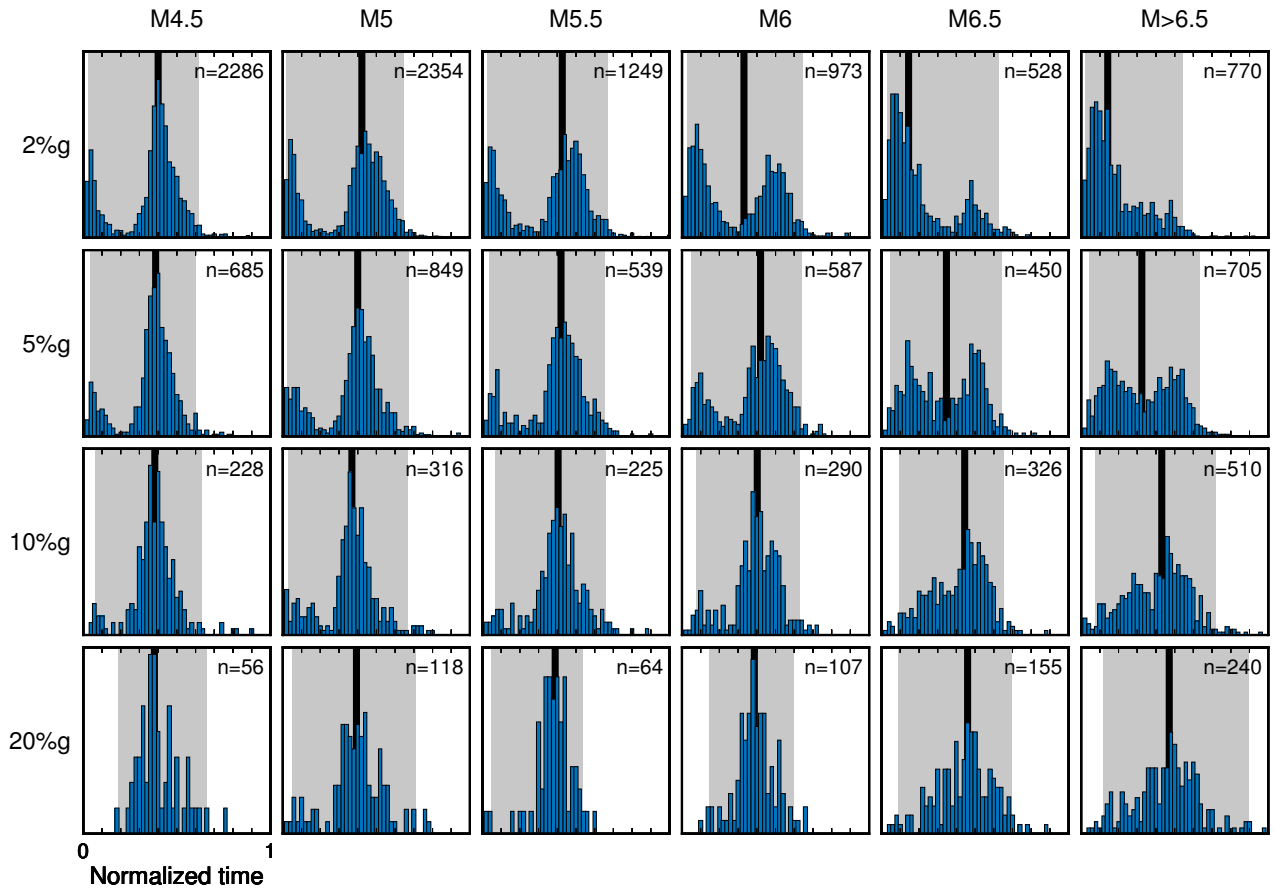 M4.5 M5 M5.5 M6 M6.5 M>6.5
2%g n=2286 n=2354 n=1249 n=973 n=528 n=770
5%g n=685 n=849 n=539 n=587 n=450 n=705
10%g n=228 n=316 n=225 n=290 n=326 n=510
20%g n=56 n=118 n=64 n=107 n=155 n=240
0 1
Normalized time